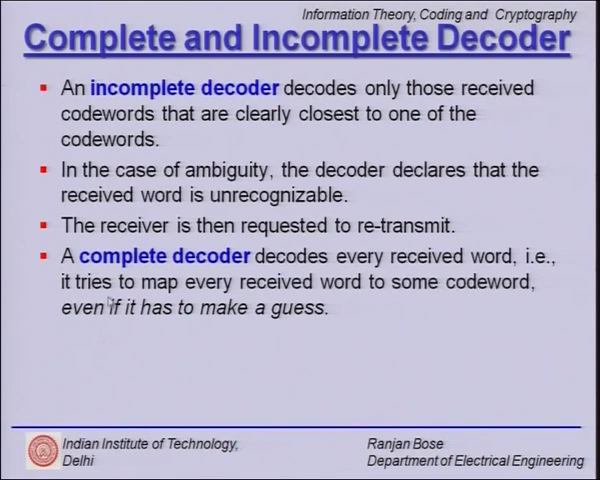 Information Theory, Coding and Cryptography
Complete and Incomplete Decoder
An incomplete decoder decodes only those received
codewords that are clearly closest to one of the
codewords.
In the case of ambiguity, the decoder declares that the
received word is unrecognizable.
The receiver is then requested to re-transmit.
A complete decoder decodes every received word, i.e.,
it tries to map every received word to some codeword,
even if it has to make a guess.
Indian Institute of Technology,
Delhi
Ranjan Bose
Department of Electrical Engineering